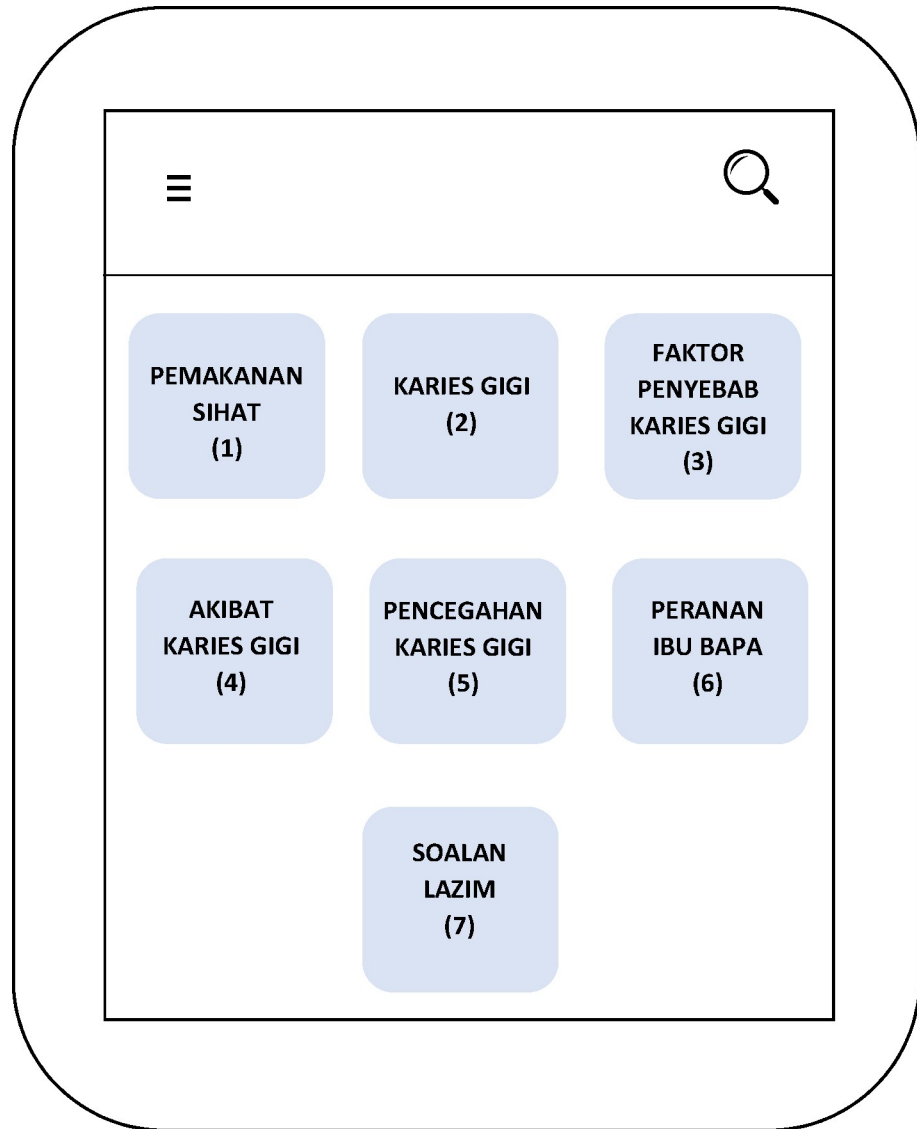 PEMAKANAN
SIHAT
(1)
KARIES GIGI
(2)
FAKTOR
PENYEBAB
KARIES GIGI
(3)
AKIBAT
KARIES GIGI
(4)
PENCEGAHAN
KARIES GIGI
(5)
PERANAN
IBU BAPA
(6)
SOALAN
LAZIM
(7)